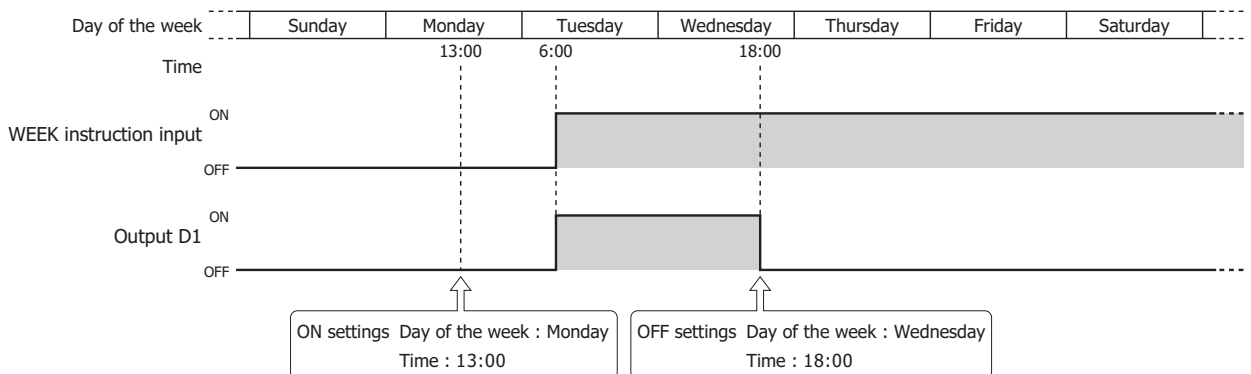 Day of the week Sunday Monday Tuesday Wednesday Thursday Friday Saturday
Time 13:00 6:00 18:00
WEEK instruction input ON
OFF
Output D1 ON
OFF
ON settings Day of the week : Monday
Time : 13:00
OFF settings Day of the week : Wednesday
Time : 18:00